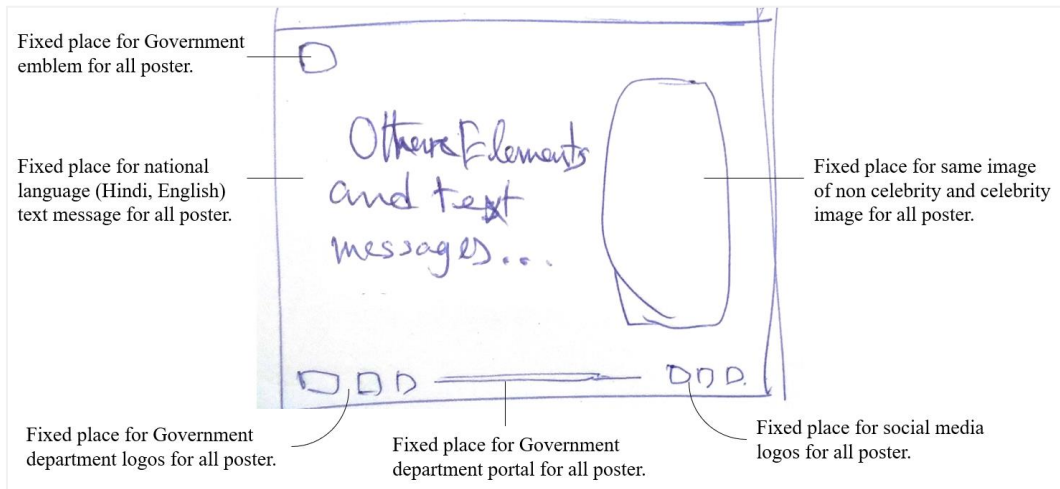 Fixed place for Government
emblem for all poster.
Others Elements
and text
messages...
Fixed place for national
language (Hindi, English)
text message for all poster.
Fixed place for same image
of non celebrity and celebrity
image for all poster.
Fixed place for Government
department logos for all poster.
Fixed place for Government
department portal for all poster.
Fixed place for social media
logos for all poster.